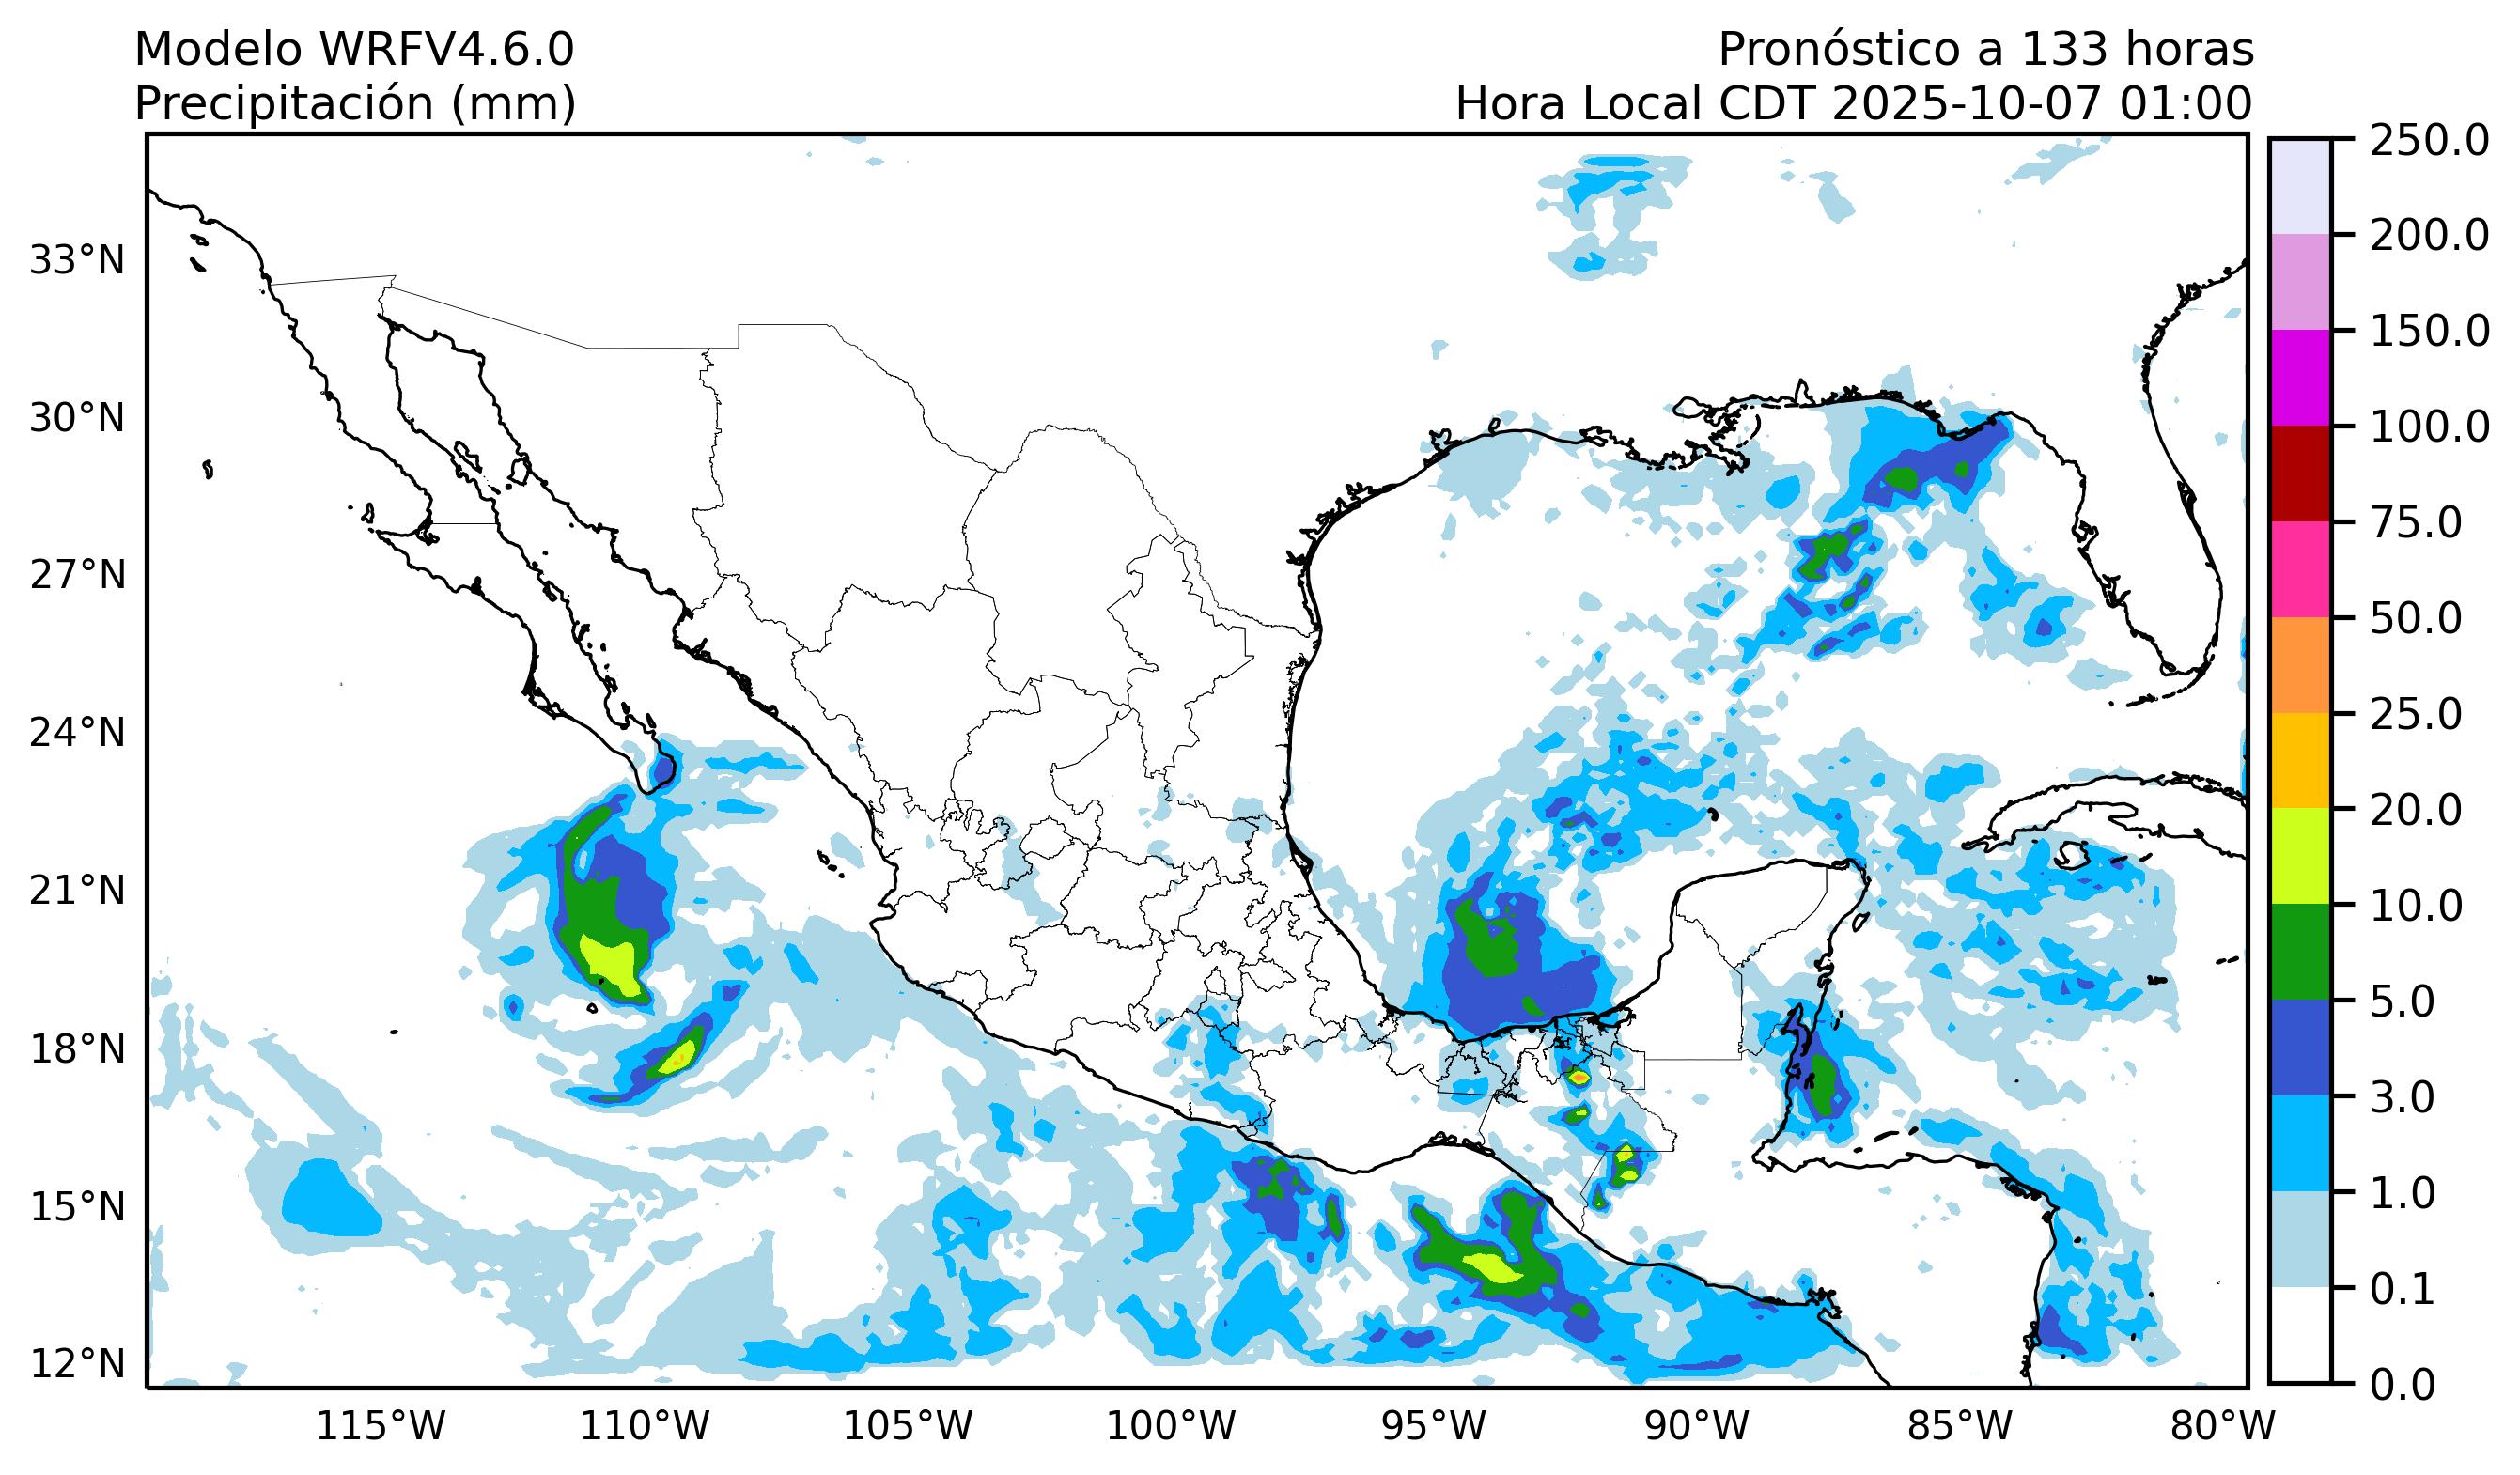 Modelo WRFV4.6.0
Precipitación (mm)
Pronóstico a 133 horas
Hora Local CDT 2025-10-07 01:00
33°N
30°N
27°N
24°N
21°N
18°N
15°N
12°N
115°W
110°W
105°W
100°W
95°W
90°W
85°W
80°W
250.0
200.0
150.0
100.0
75.0
50.0
25.0
20.0
10.0
5.0
3.0
1.0
0.1
0.0